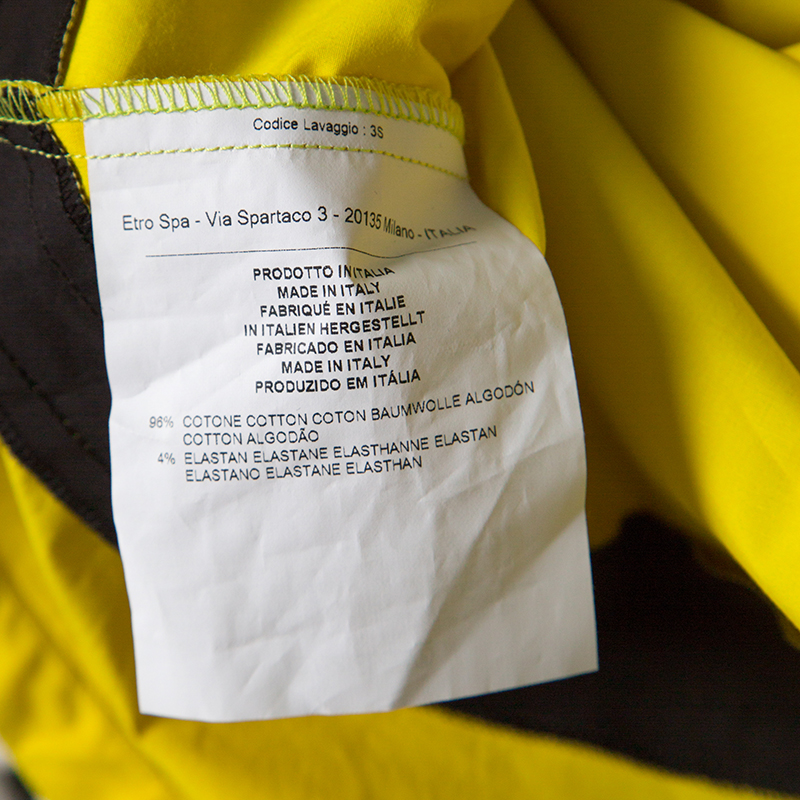 Codice Lavaggio : 3S
Etro Spa - Via Spartaco 3 - 20135 Milano - ITALIA
PRODOTTO IN ITALIA
MADE IN ITALY
FABRIQUÉ EN ITALIE
IN ITALIEN HERGESTELLT
FABRICADO EN ITALIA
MADE IN ITALY
PRODUZIDO EM ITÁLIA
96% COTONE COTTON COTON BAUMWOLLE ALGODÓN
COTTON ALGODÃO
4% ELASTAN ELASTANE ELASTHANNE ELASTAN
ELASTANO ELASTANE ELASTHAN